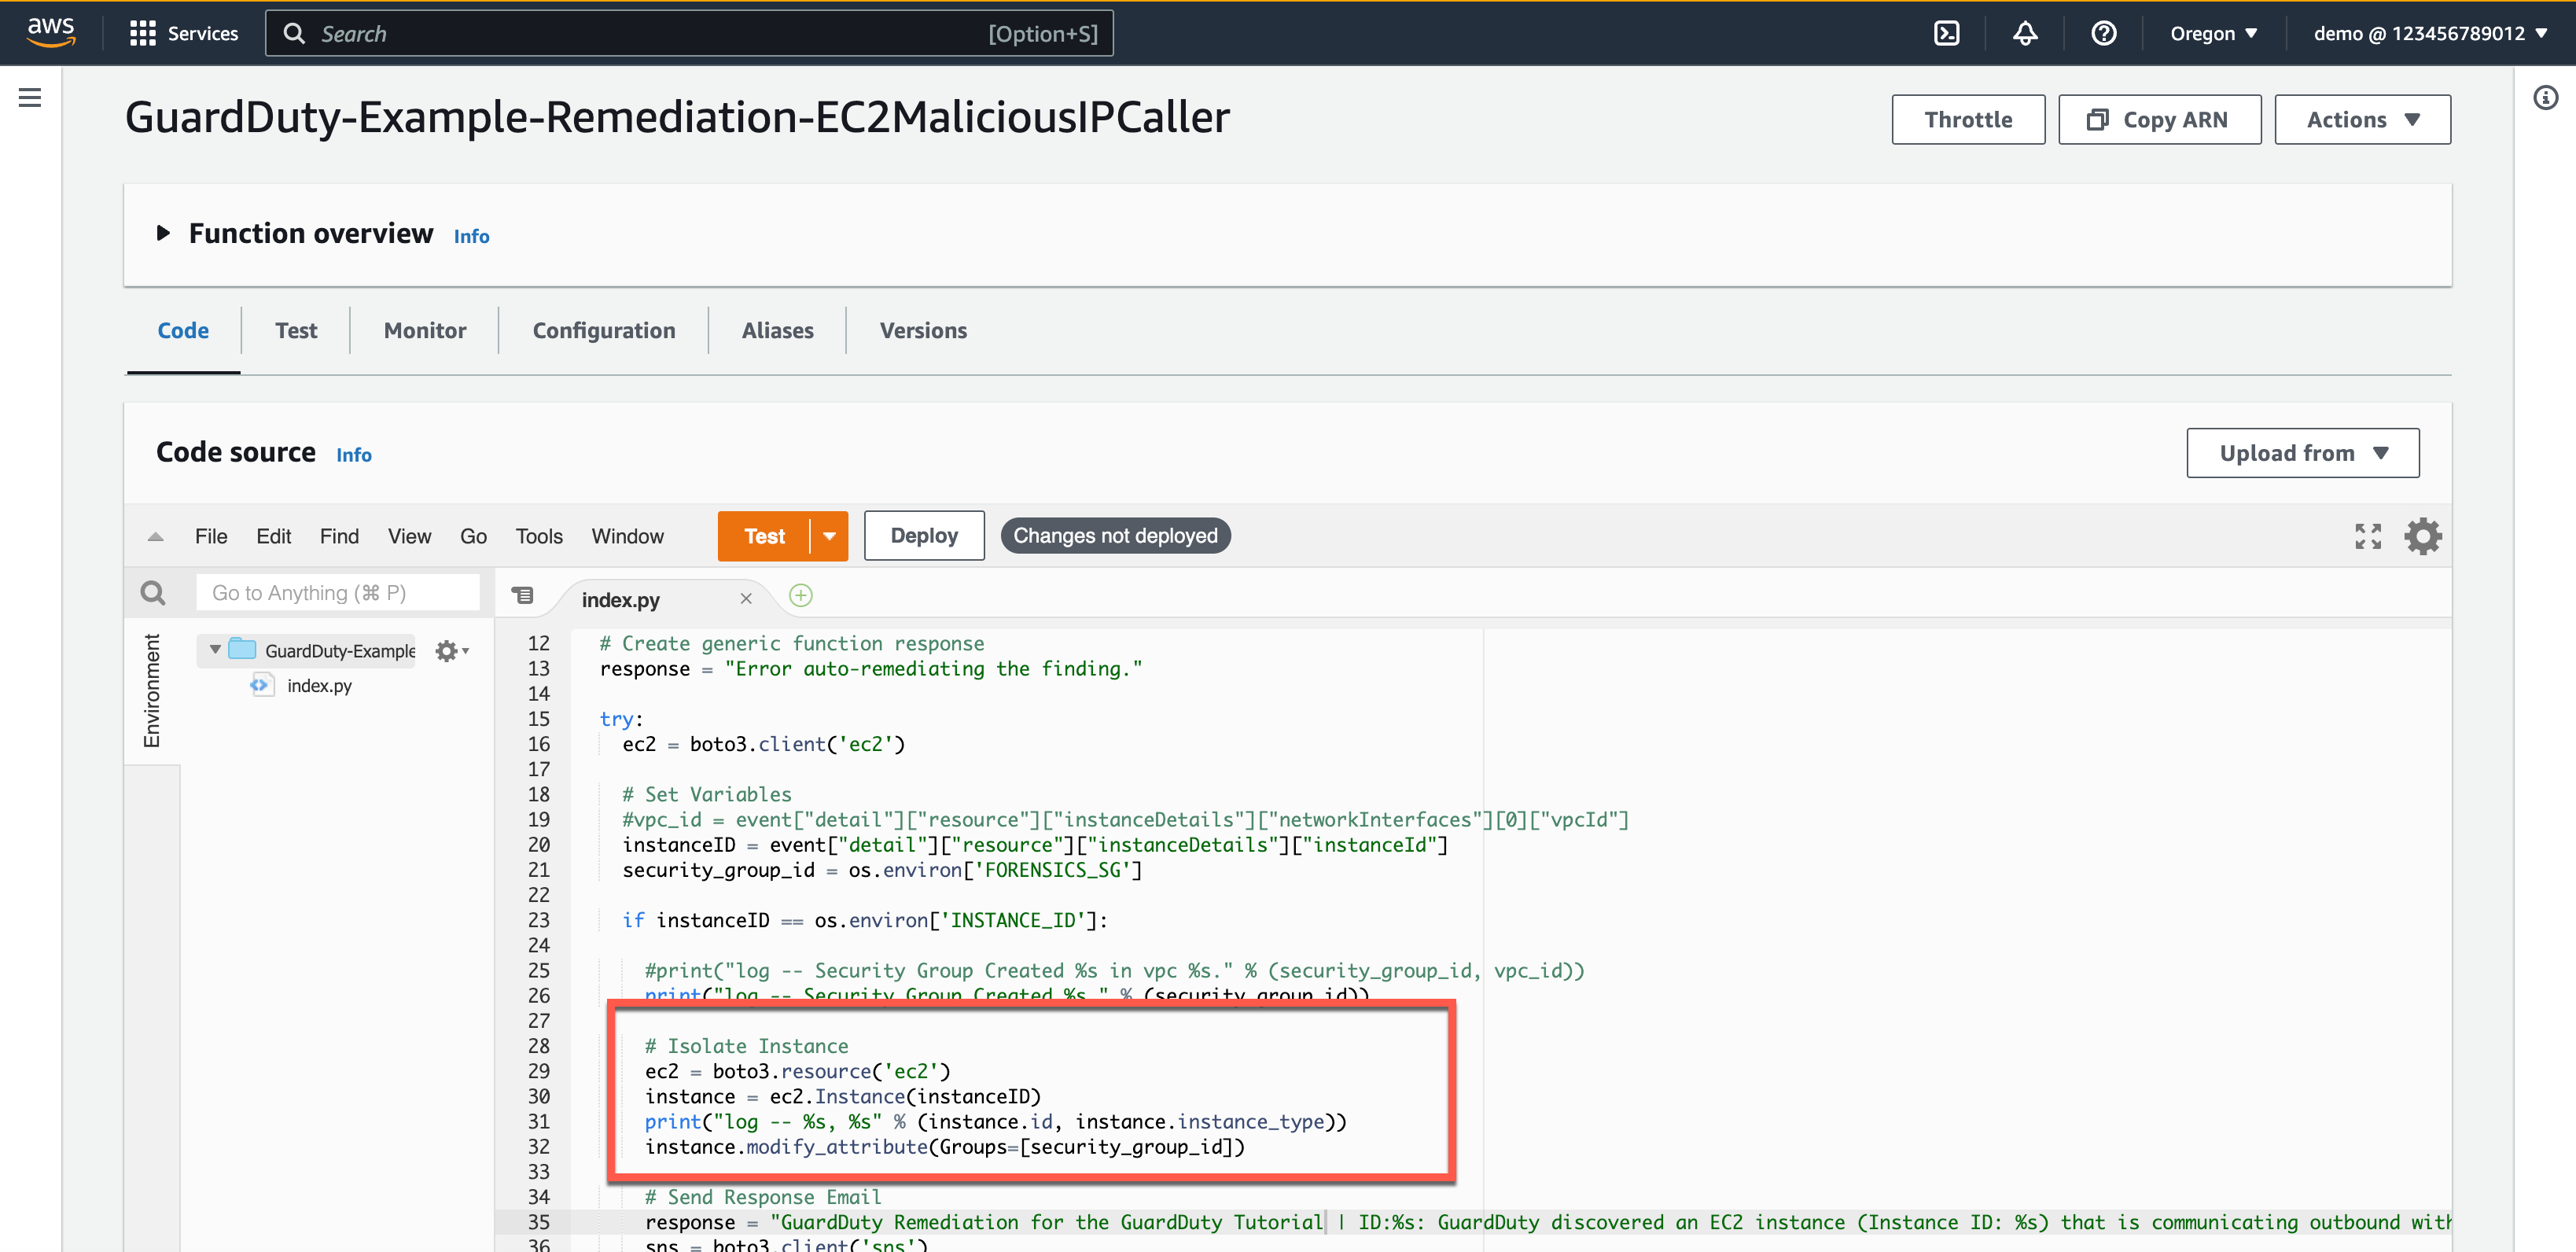 aws Services Search [Option+S] Oregon ▼ demo @ 123456789012 ▼
GuardDuty-Example-Remediation-EC2MaliciousIPCaller
Throttle Copy ARN Actions ▼
Function overview Info
Code Test Monitor Configuration Aliases Versions
Code source Info
Upload from ▼
File Edit Find View Go Tools Window Test Deploy Changes not deployed
Go to Anything (⌘ P)
index.py
Environment
GuardDuty-Example
index.py
12 # Create generic function response
13 response = "Error auto-remediating the finding."
14
15 try:
16 ec2 = boto3.client('ec2')
17
18 # Set Variables
19 #vpc_id = event["detail"]["resource"]["instanceDetails"]["networkInterfaces"][0]["vpcId"]
20 instanceID = event["detail"]["resource"]["instanceDetails"]["instanceId"]
21 security_group_id = os.environ['FORENSICS_SG']
22
23 if instanceID == os.environ['INSTANCE_ID']:
24
25 #print("log -- Security Group Created %s in vpc %s." % (security_group_id, vpc_id))
26 print("log -- Security Group Created %s." % (security_group_id))
27
28 # Isolate Instance
29 ec2 = boto3.resource('ec2')
30 instance = ec2.Instance(instanceID)
31 print("log -- %s, %s" % (instance.id, instance.instance_type))
32 instance.modify_attribute(Groups=[security_group_id])
33
34 # Send Response Email
35 response = "GuardDuty Remediation for the GuardDuty Tutorial | ID:%s: GuardDuty discovered an EC2 instance (Instance ID: %s) that is communicating outbound with
36 sns = boto3.client('sns')